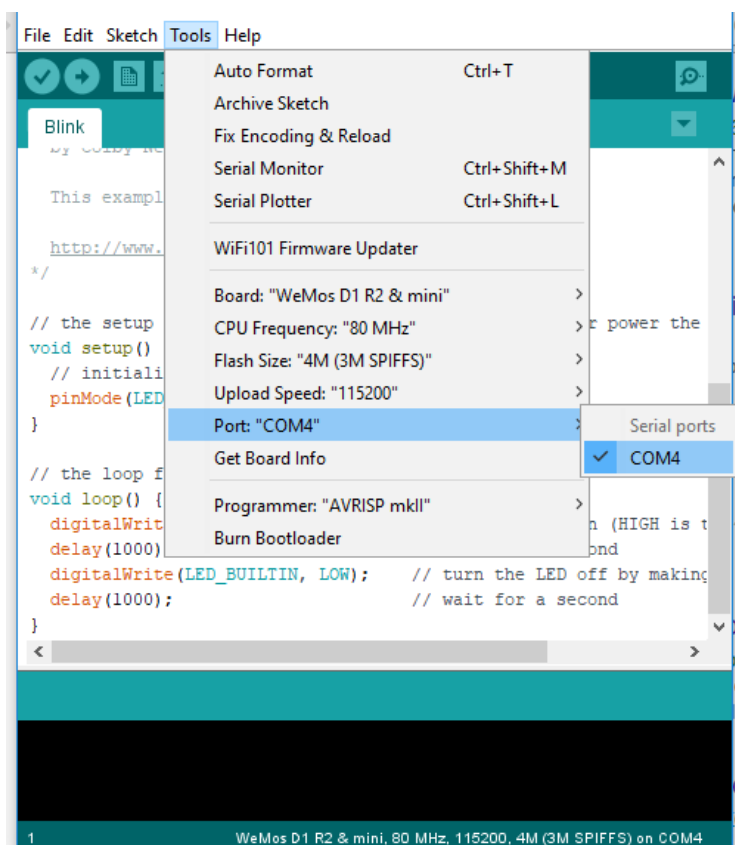 File Edit Sketch Tools Help
Auto Format Ctrl+T
Archive Sketch
Fix Encoding & Reload
Serial Monitor Ctrl+Shift+M
Serial Plotter Ctrl+Shift+L
WiFi101 Firmware Updater
Board: "WeMos D1 R2 & mini"
CPU Frequency: "80 MHz"
Flash Size: "4M (3M SPIFFS)"
Upload Speed: "115200"
Port: "COM4"
Get Board Info
Programmer: "AVRISP mkII"
Burn Bootloader
Serial ports
COM4
Blink
This exampl
http://www.
*/
// the setup r power the
void setup()
// initiali
pinMode(LED
}
// the loop f
void loop() {
digitalWrit n (HIGH is t
delay(1000) ond
digitalWrite(LED_BUILTIN, LOW); // turn the LED off by making
delay(1000); // wait for a second
}
1 WeMos D1 R2 & mini, 80 MHz, 115200, 4M (3M SPIFFS) on COM4